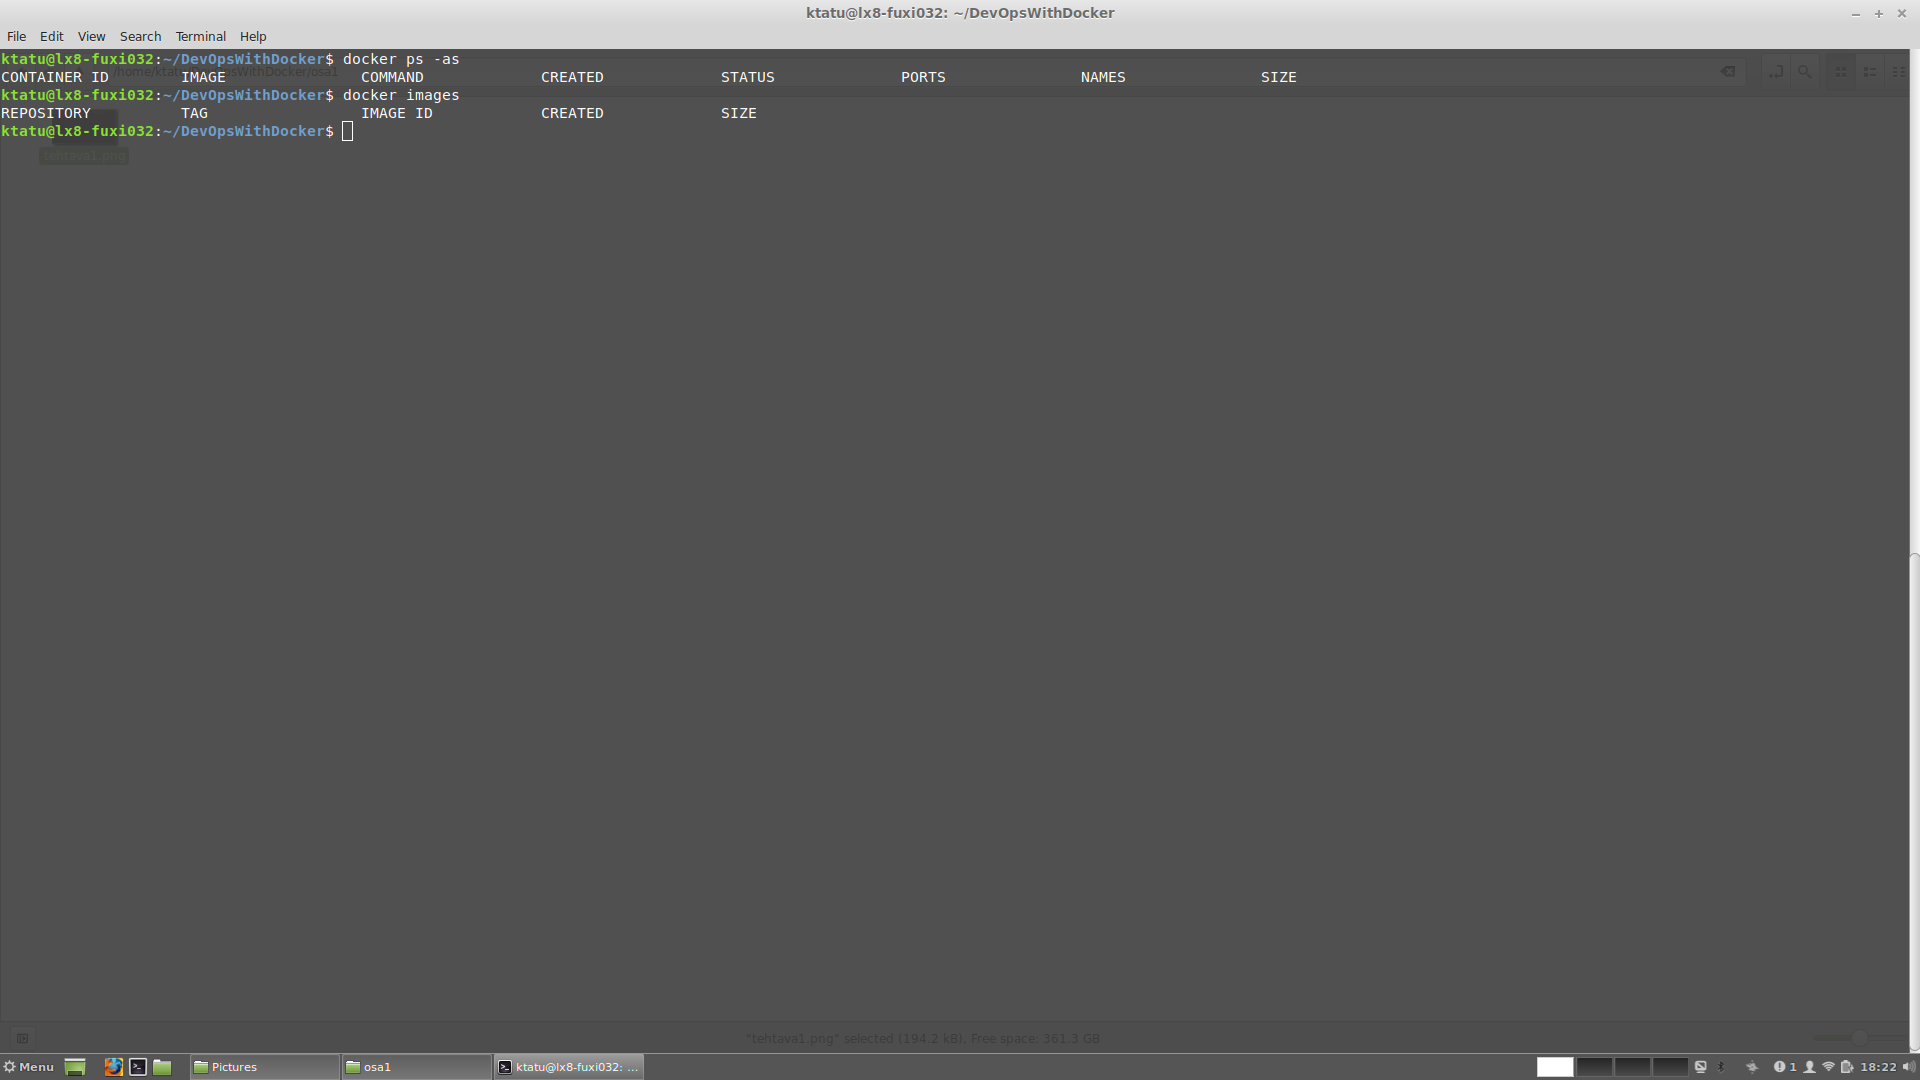 ktatu@lx8-fuxi032: ~/DevOpsWithDocker
File Edit View Search Terminal Help
ktatu@lx8-fuxi032:~/DevOpsWithDocker$ docker ps -as
CONTAINER ID IMAGE COMMAND CREATED STATUS PORTS NAMES SIZE
ktatu@lx8-fuxi032:~/DevOpsWithDocker$ docker images
REPOSITORY TAG IMAGE ID CREATED SIZE
ktatu@lx8-fuxi032:~/DevOpsWithDocker$
tehtava1.png
"tehtava1.png" selected (194.2 kB), Free space: 361.3 GB
Menu Pictures osa1 ktatu@lx8-fuxi032: ... 1 18:22